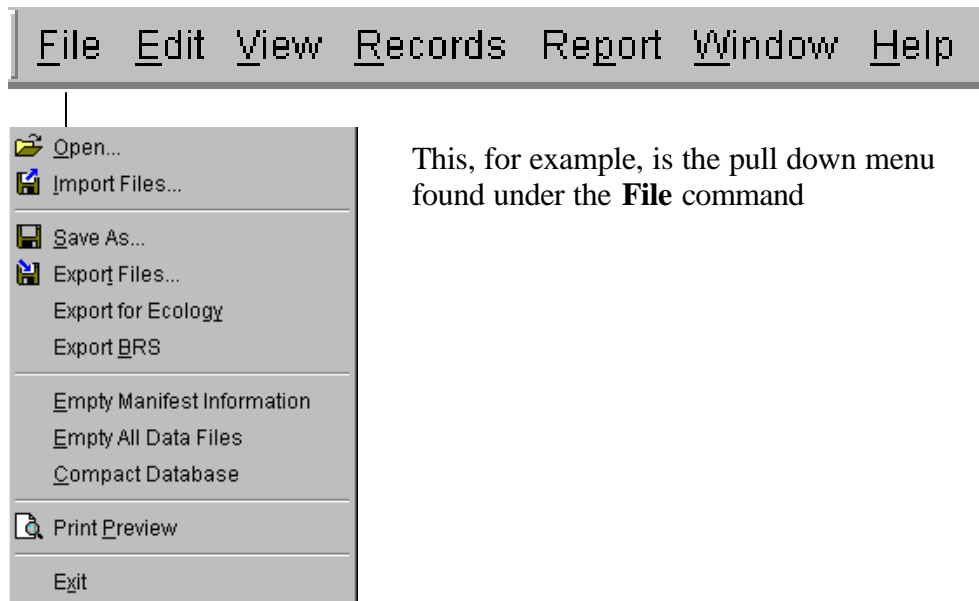 File Edit View Records Report Window Help
Open...
Import Files...
Save As...
Export Files...
Export for Ecology
Export BRS
Empty Manifest Information
Empty All Data Files
Compact Database
Print Preview
Exit
This, for example, is the pull down menu
found under the File command